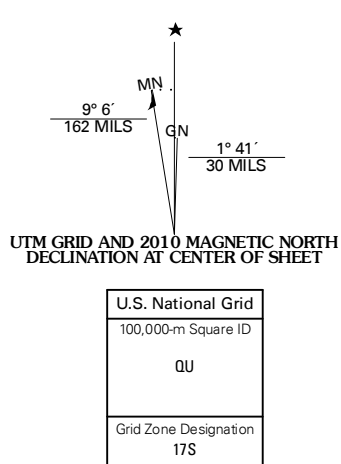 ★
MN
9° 6´
162 MILS
GN
1° 41´
30 MILS
UTM GRID AND 2010 MAGNETIC NORTH
DECLINATION AT CENTER OF SHEET
U.S. National Grid
100,000-m Square ID
QU
Grid Zone Designation
17S